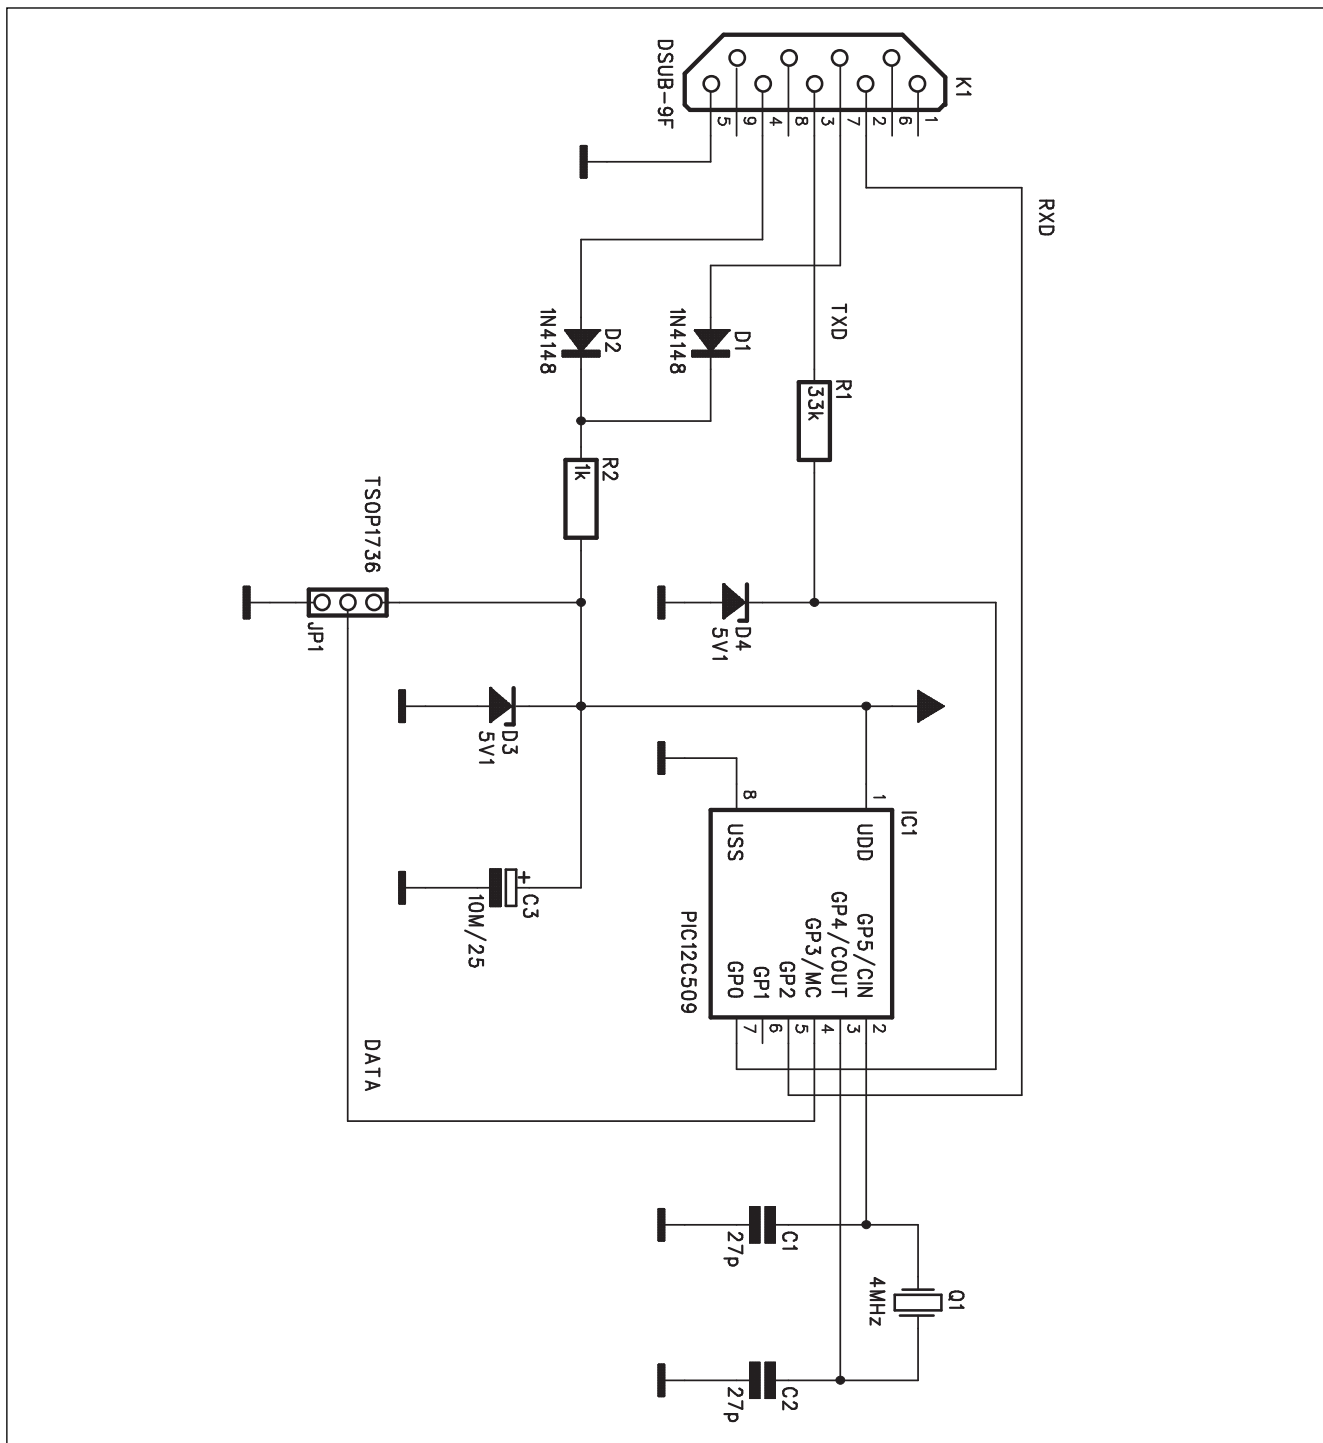 K1
DSUB-9F
5
9
4
8
3
7
2
6
1
RXD
TXD
D1
1N4148
D2
1N4148
R1
33k
R2
1k
TSOP1736
JP1
D4
5V1
D3
5V1
IC1
1
8
UDD
USS
GP5/CIN
GP4/COUT
GP3/MC
GP2
GP1
GP0
PIC12C509
2
3
4
5
6
7
+
C3
10M/25
DATA
C1
27p
Q1
4MHz
C2
27p